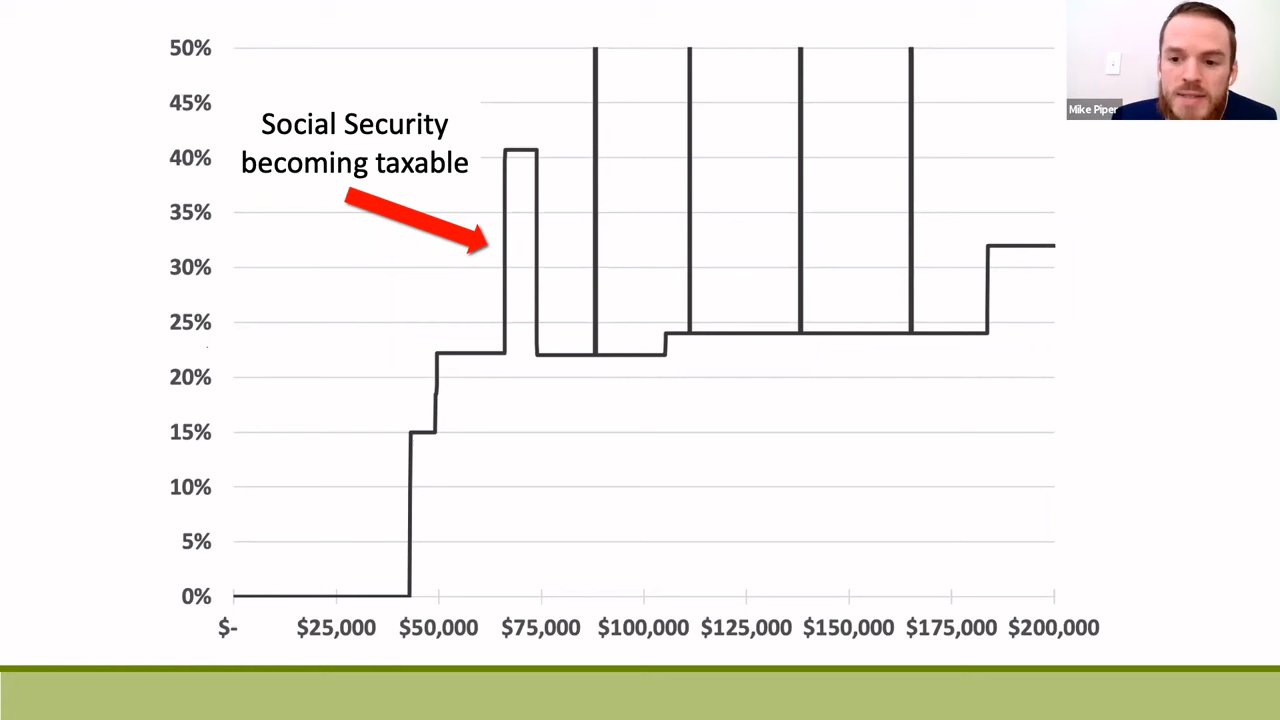 50%
45%
Social Security
becoming taxable
40%
35%
30%
25%
20%
15%
10%
5%
0%
$- $25,000 $50,000 $75,000 $100,000 $125,000 $150,000 $175,000 $200,000
Mike Piper